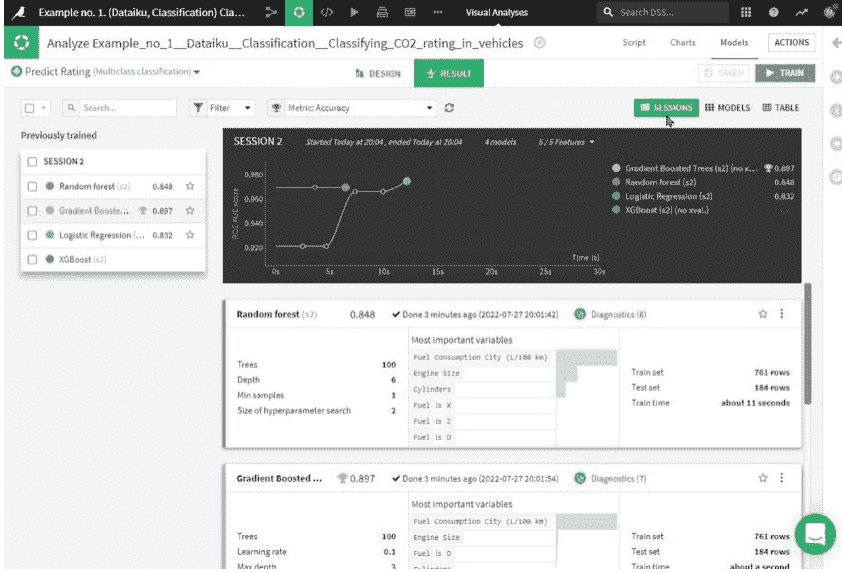 Example no. 1. (Dataiku, Classification) Cla...
Visual Analyses
Search DSS...
Analyze Example_no_1__Dataiku__Classification__Classifying_CO2_rating_in_vehicles
Script
Charts
Models
ACTIONS
Predict Rating (Multiclass classification)
DESIGN
RESULT
SAVED
TRAIN
Search...
Filter
Metric: Accuracy
SESSIONS
MODELS
TABLE
Previously trained
SESSION 2
Random forest (s2) 0.848
Gradient Booste... 0.897
Logistic Regression (... 0.832
XGBoost (s2)
SESSION 2 Started Today at 20:04, ended Today at 20:04 4 models 5 / 5 Features
ROC AUC score
0.980
0.960
0.940
0.920
0s 5s 10s 15s 20s 25s 30s
Time (s)
Gradient Boosted Trees (s2) (no x... 0.897
Random forest (s2) 0.848
Logistic Regression (s2) 0.832
XGBoost (s2) (no xval.) - -
Random forest (s2) 0.848 Done 3 minutes ago (2022-07-27 20:01:42) Diagnostics (6)
Trees 100
Depth 6
Min samples 1
Size of hyperparameter search 2
Most important variables
Fuel Consumption City (L/100 km)
Engine Size
Cylinders
Fuel is X
Fuel is Z
Fuel is D
Train set 761 rows
Test set 184 rows
Train time about 11 seconds
Gradient Boosted ... 0.897 Done 3 minutes ago (2022-07-27 20:01:54) Diagnostics (7)
Trees 100
Learning rate 0.1
Max depth 3
Most important variables
Fuel Consumption City (L/100 km)
Engine Size
Fuel is D
Cylinders
Train set 761 rows
Test set 184 rows
Train time about a second